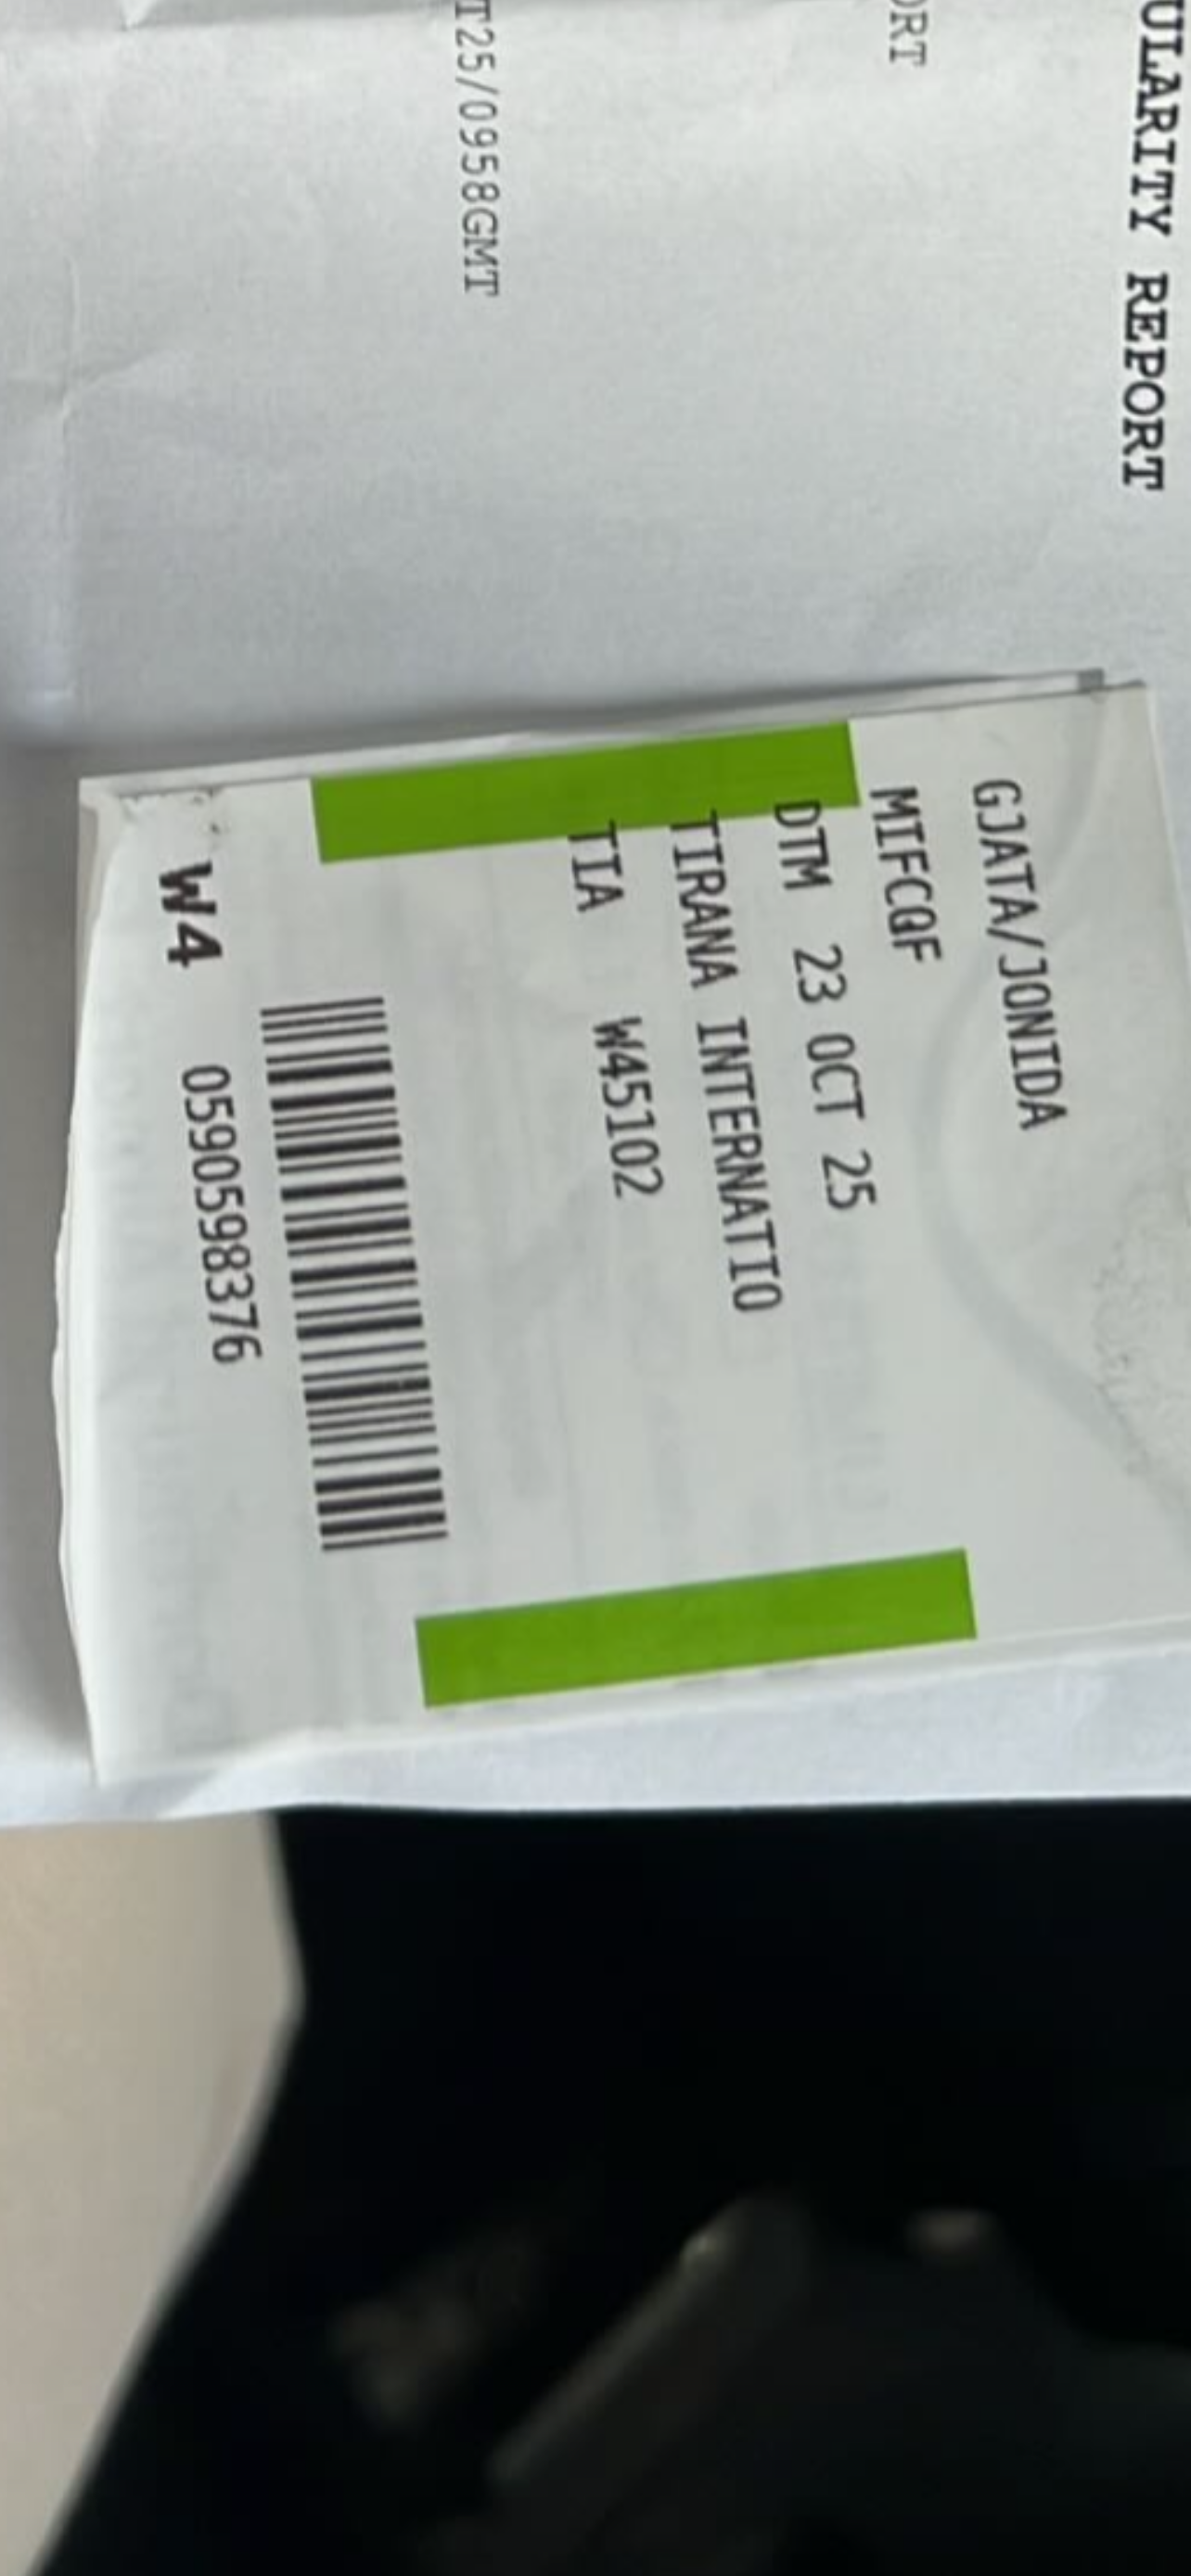 ULARITY REPORT
ORT
T25/0958GMT
GJATA/JONIDA
MIFCQF
DTM 23 OCT 25
TIRANA INTERNATIO
TIA W45102
W4 0590598376